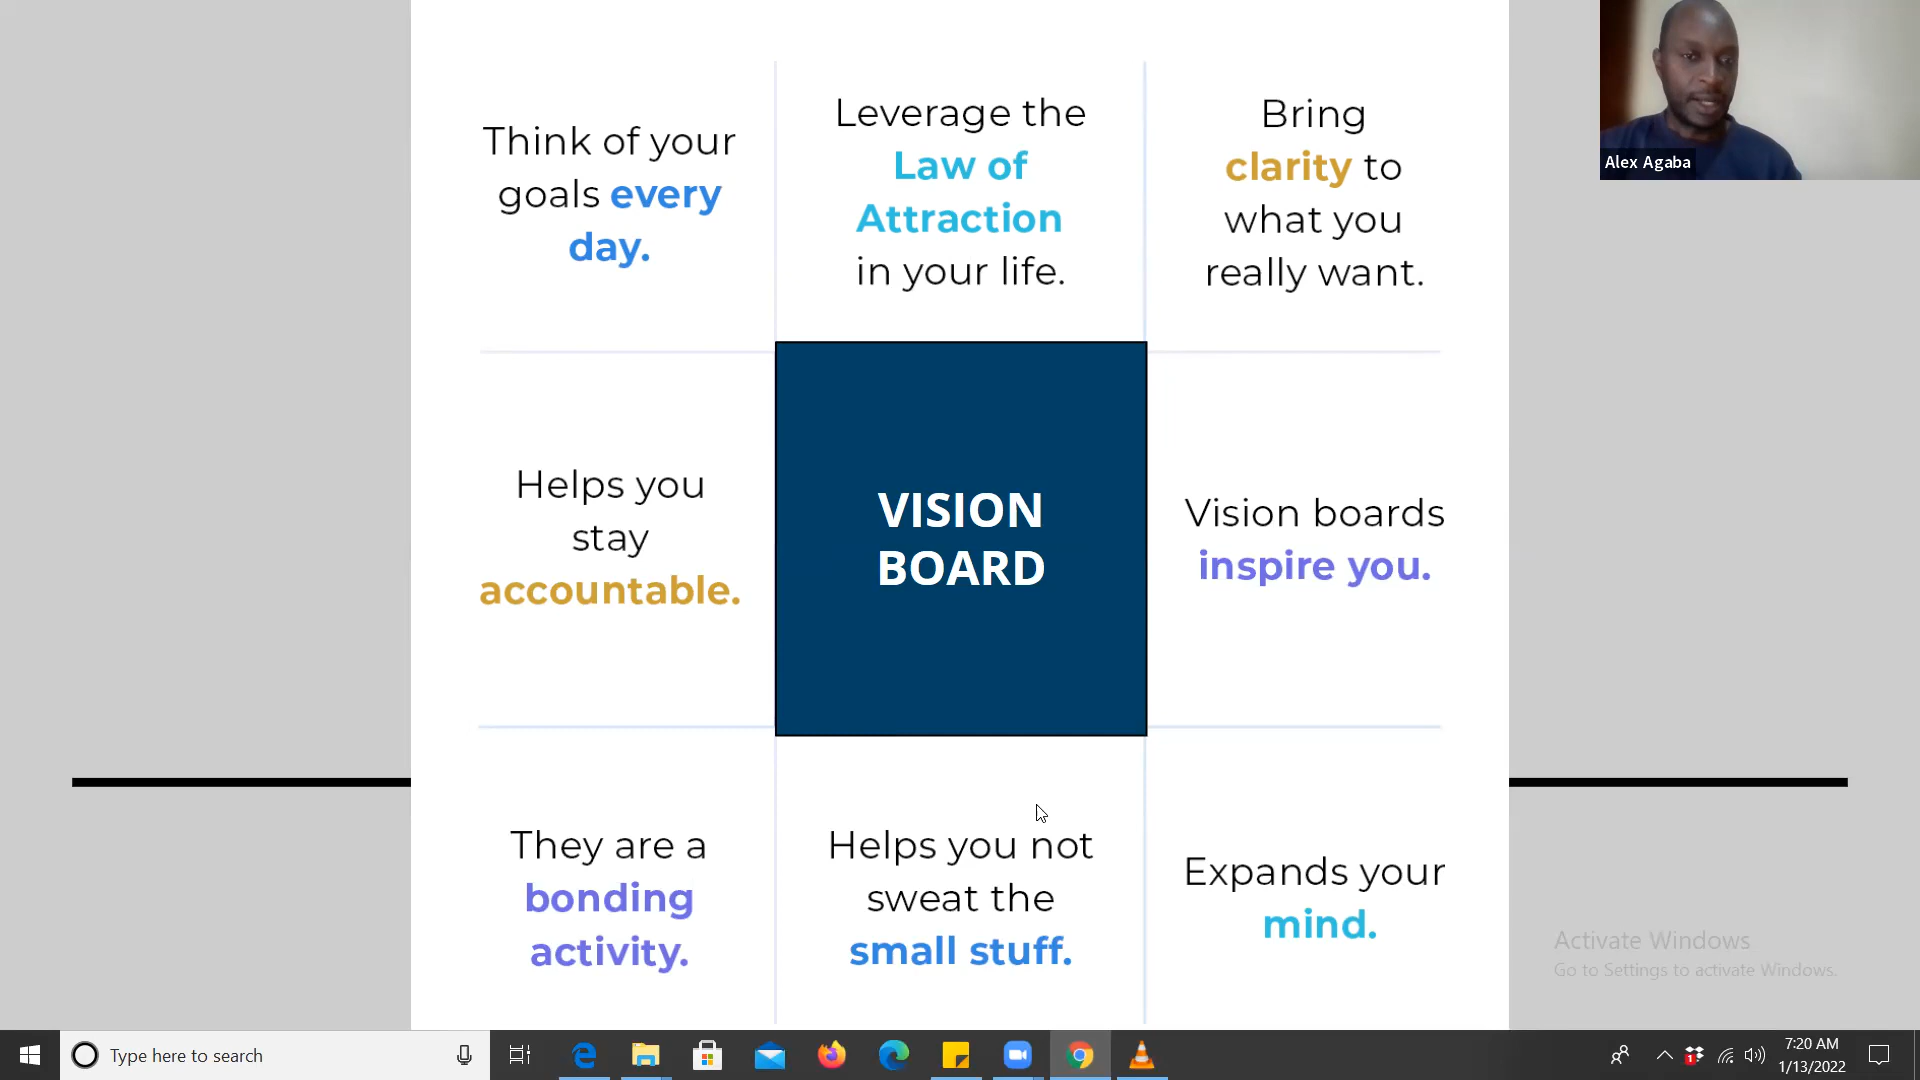 Think of your
goals every
day.
Leverage the
Law of
Attraction
in your life.
Bring
clarity to
what you
really want.
Alex Agaba
Helps you
stay
accountable.
VISION
BOARD
Vision boards
inspire you.
They are a
bonding
activity.
Helps you not
sweat the
small stuff.
Expands your
mind.
Activate Windows
Go to Settings to activate Windows.
Type here to search
1
7:20 AM
1/13/2022